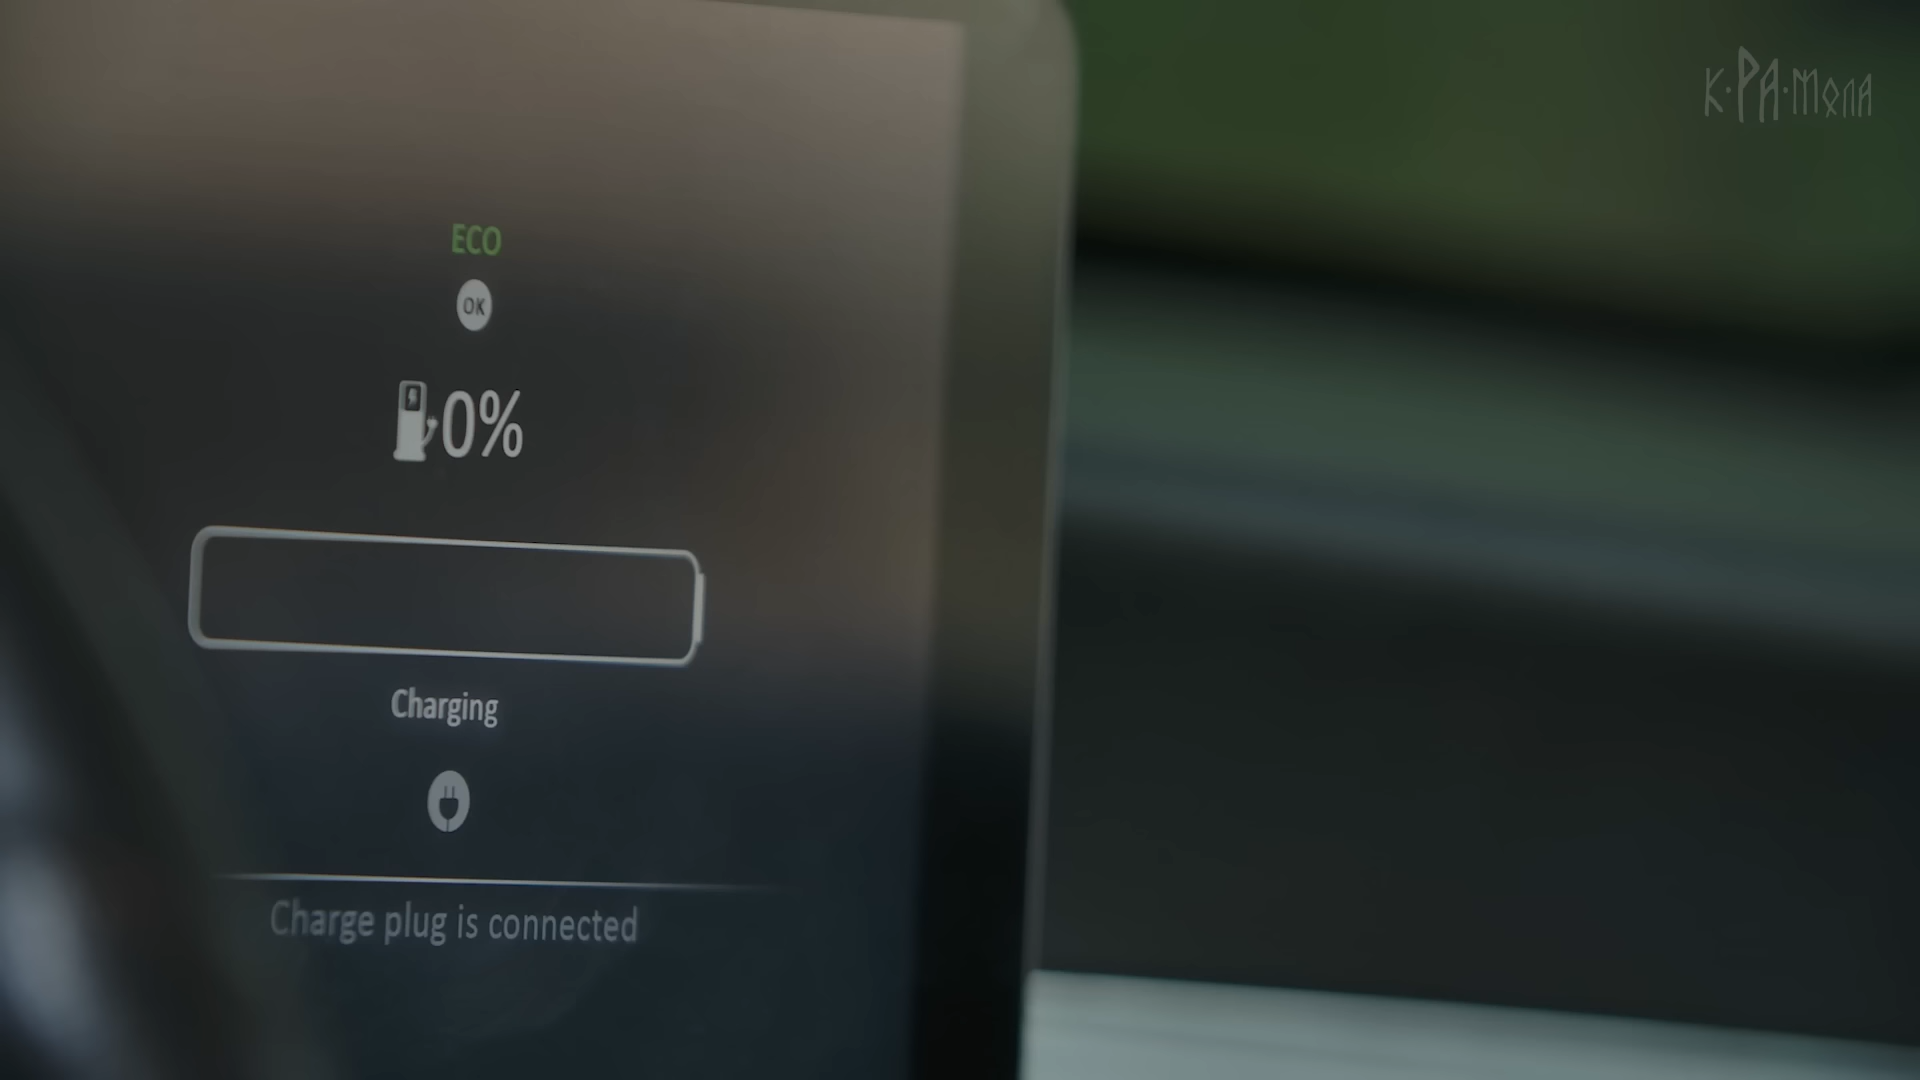 К·РА·МОЛА
ECO
OK
0%
Charging
Charge plug is connected